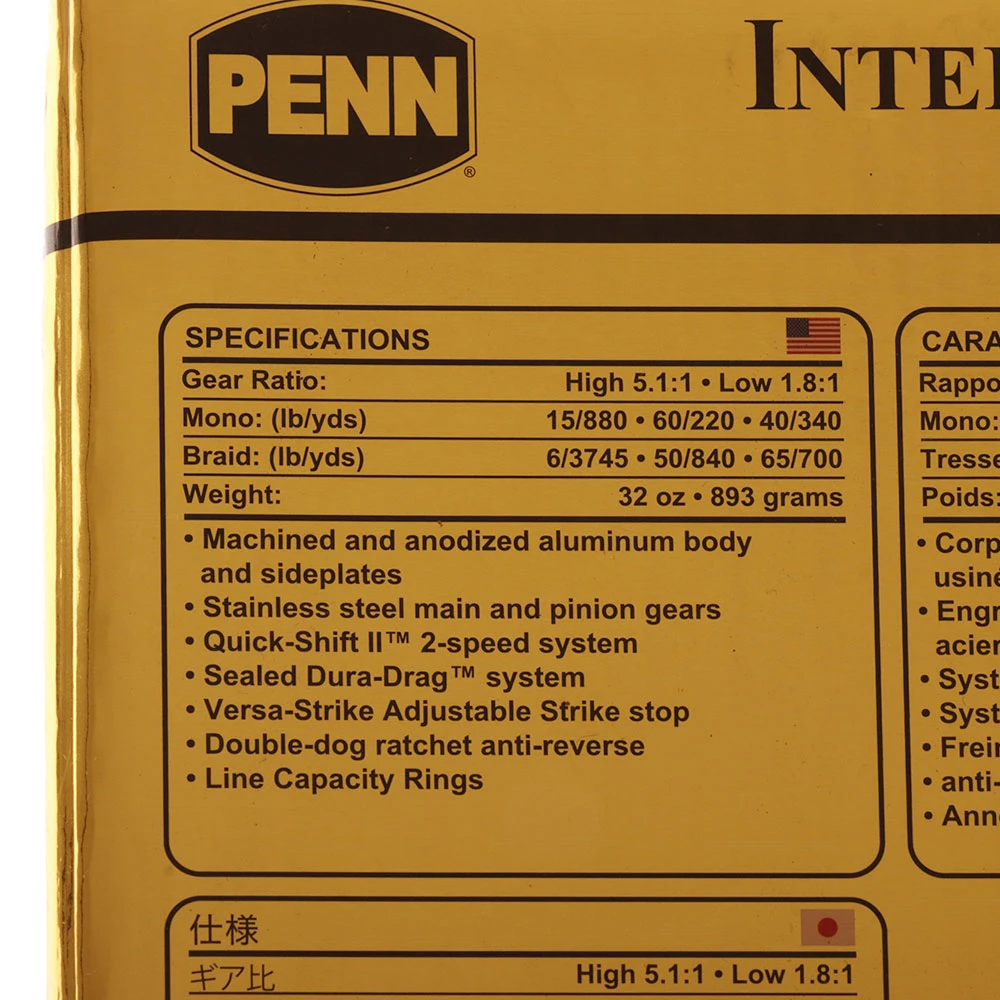 PENN®
INTE
SPECIFICATIONS
Gear Ratio: High 5.1:1 • Low 1.8:1
Mono: (lb/yds) 15/880 • 60/220 • 40/340
Braid: (lb/yds) 6/3745 • 50/840 • 65/700
Weight: 32 oz • 893 grams
• Machined and anodized aluminum body
and sideplates
• Stainless steel main and pinion gears
• Quick-Shift II™ 2-speed system
• Sealed Dura-Drag™ system
• Versa-Strike Adjustable Strike stop
• Double-dog ratchet anti-reverse
• Line Capacity Rings
CARA
Rappo
Mono:
Tresse
Poids:
• Corp
usiné
• Engr
acier
• Syst
• Syst
• Frein
• anti-
• Anne
仕様
ギア比 High 5.1:1 • Low 1.8:1